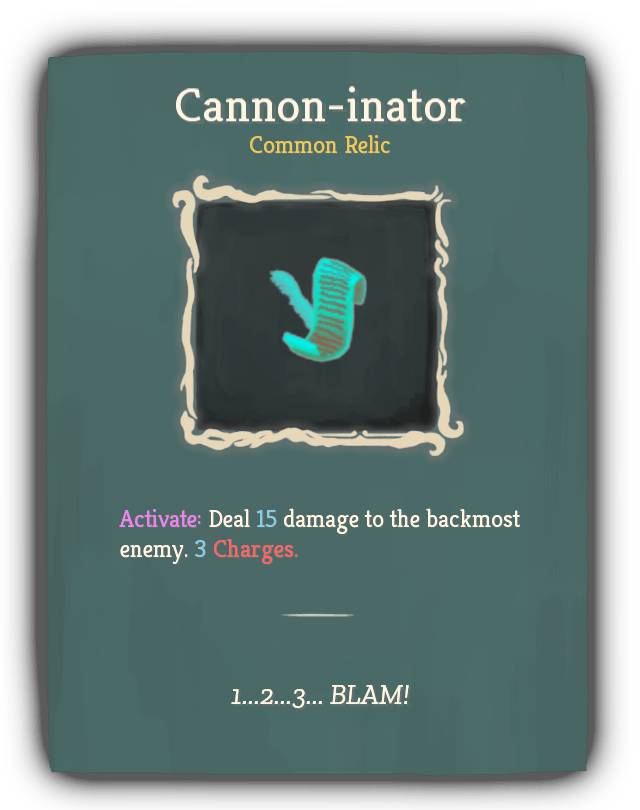 Cannon-inator
Common Relic
Activate: Deal 15 damage to the backmost
enemy. 3 Charges.
1...2...3... BLAM!